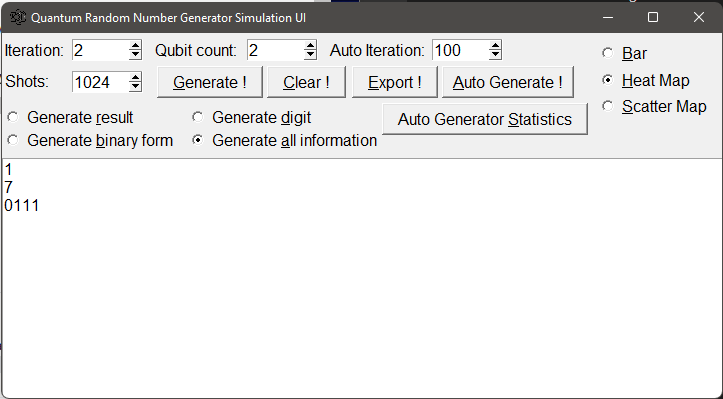 Quantum Random Number Generator Simulation UI
Iteration: 2 Qubit count: 2 Auto Iteration: 100
Bar
Shots: 1024 Generate ! Clear ! Export ! Auto Generate !
Heat Map
Scatter Map
Generate result Generate digit Auto Generator Statistics
Generate binary form Generate all information
1
7
0111